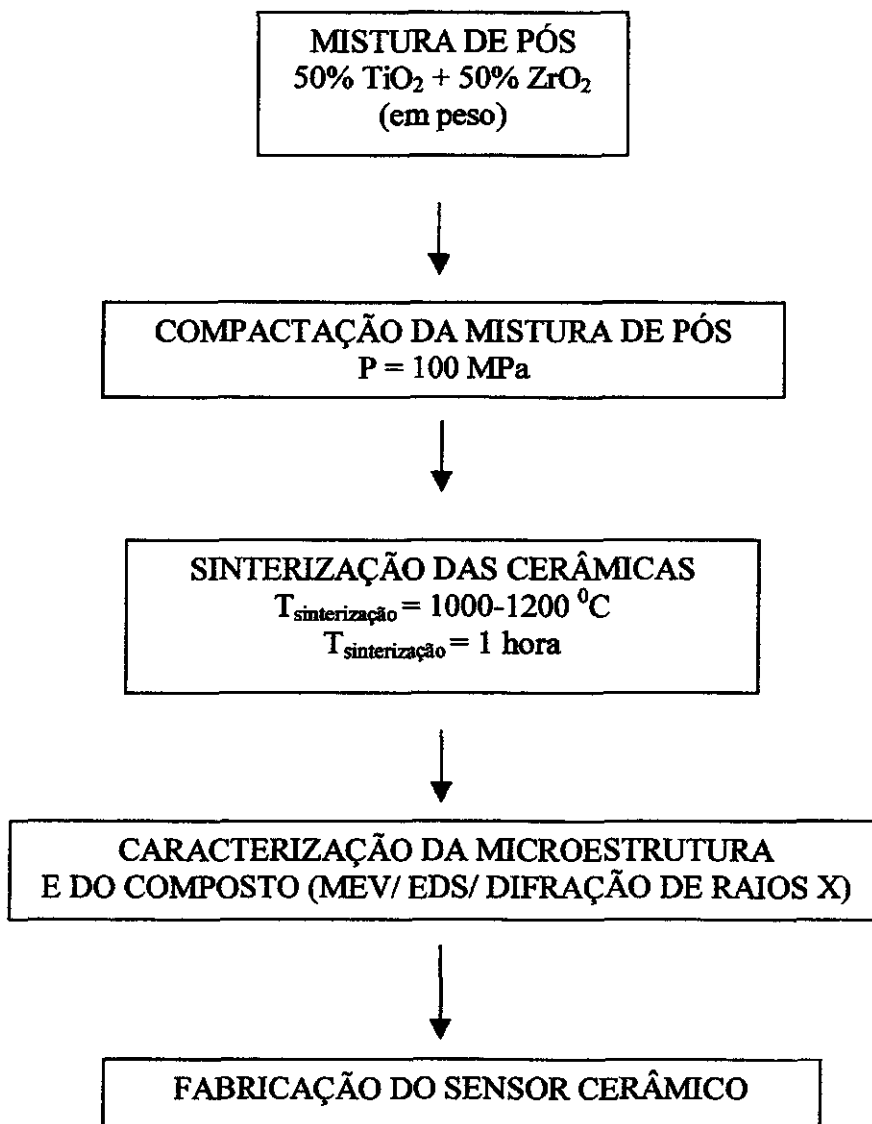 MISTURA DE PÓS
50% TiO₂ + 50% ZrO₂
(em peso)
COMPACTAÇÃO DA MISTURA DE PÓS
P = 100 MPa
SINTERIZAÇÃO DAS CERÂMICAS
T_sinterização = 1000-1200 ⁰C
T_sinterização = 1 hora
CARACTERIZAÇÃO DA MICROESTRUTURA
E DO COMPOSTO (MEV/ EDS/ DIFRAÇÃO DE RAIOS X)
FABRICAÇÃO DO SENSOR CERÂMICO